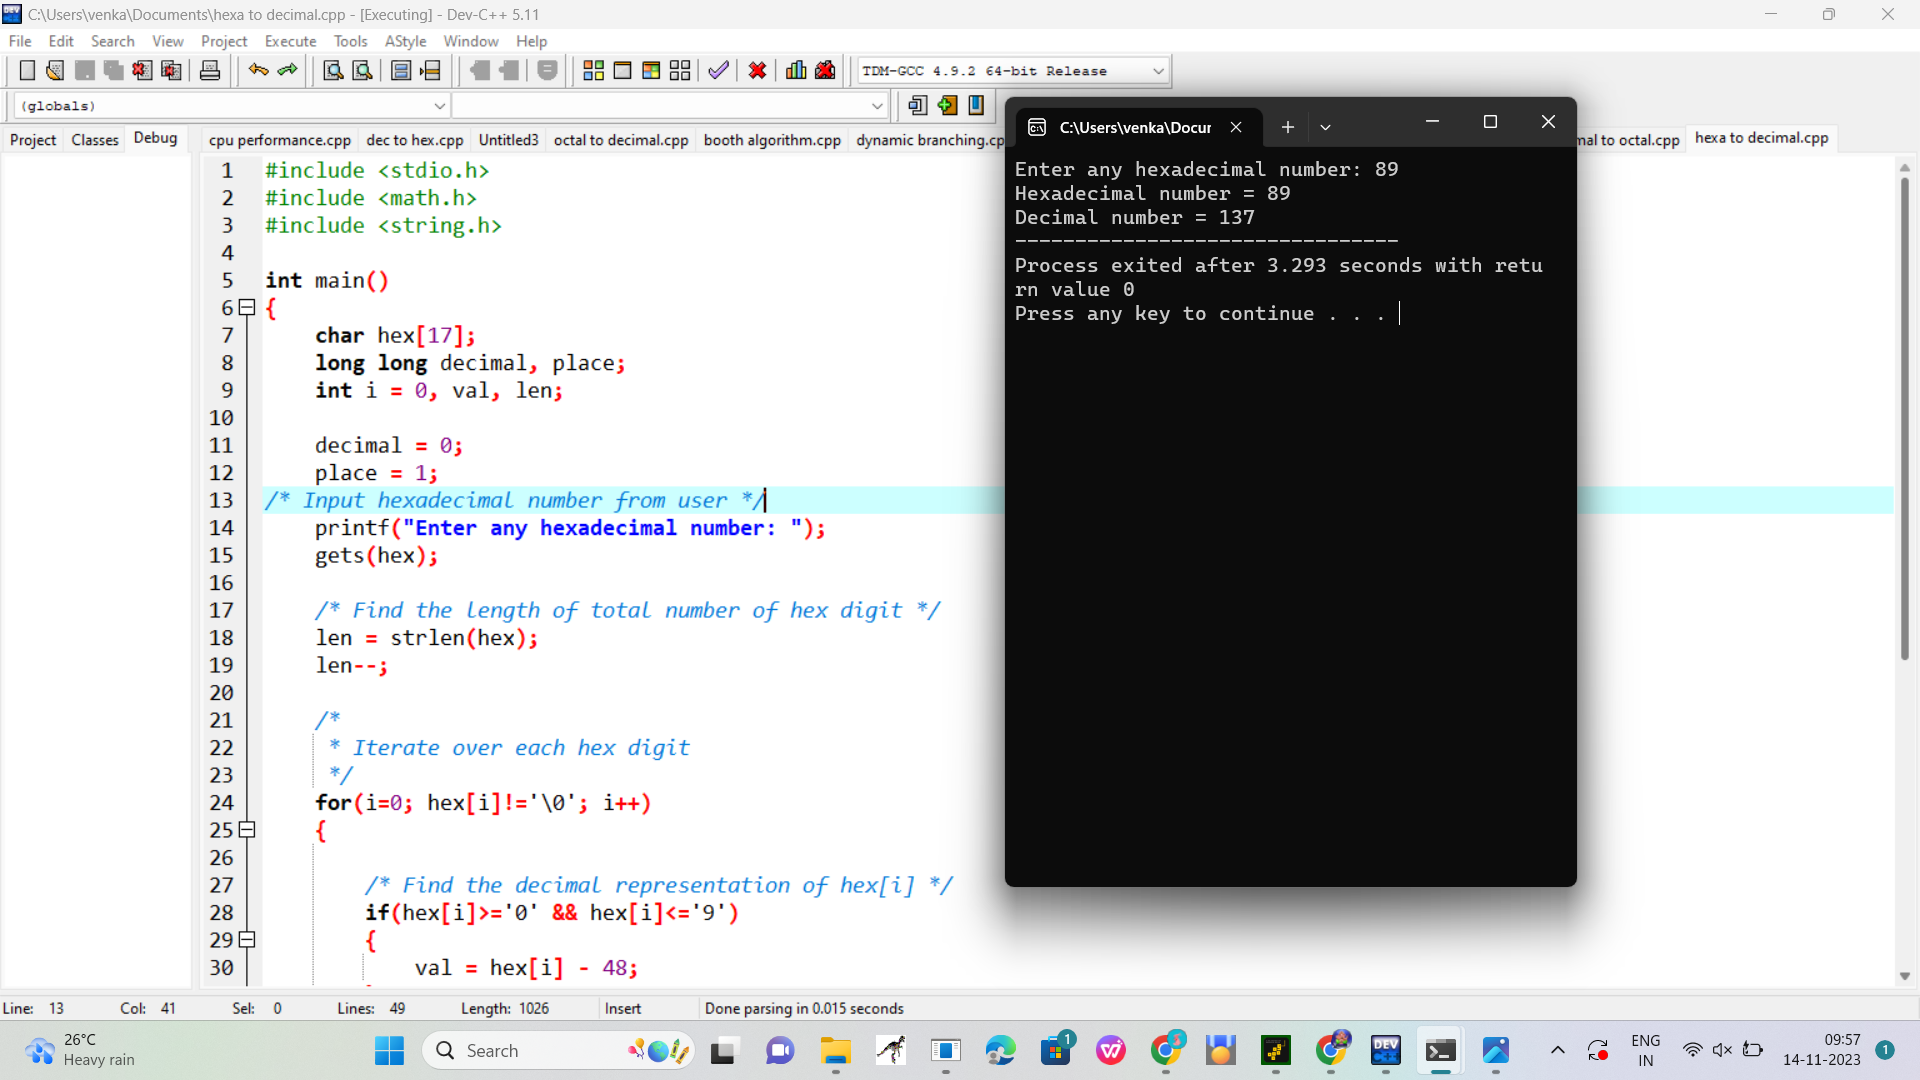 C:\Users\venka\Documents\hexa to decimal.cpp - [Executing] - Dev-C++ 5.11
File Edit Search View Project Execute Tools AStyle Window Help
TDM-GCC 4.9.2 64-bit Release
(globals)
Project Classes Debug
cpu performance.cpp dec to hex.cpp Untitled3 octal to decimal.cpp booth algorithm.cpp dynamic branching.cp mal to octal.cpp hexa to decimal.cpp
1 #include <stdio.h>
2 #include <math.h>
3 #include <string.h>
4
5 int main()
6 {
7 char hex[17];
8 long long decimal, place;
9 int i = 0, val, len;
10
11 decimal = 0;
12 place = 1;
13 /* Input hexadecimal number from user */
14 printf("Enter any hexadecimal number: ");
15 gets(hex);
16
17 /* Find the length of total number of hex digit */
18 len = strlen(hex);
19 len--;
20
21 /*
22 * Iterate over each hex digit
23 */
24 for(i=0; hex[i]!='\0'; i++)
25 {
26
27 /* Find the decimal representation of hex[i] */
28 if(hex[i]>='0' && hex[i]<='9')
29 {
30 val = hex[i] - 48;
C:\Users\venka\Docur
Enter any hexadecimal number: 89
Hexadecimal number = 89
Decimal number = 137
--------------------------------
Process exited after 3.293 seconds with retu
rn value 0
Press any key to continue . . .
Line: 13 Col: 41 Sel: 0 Lines: 49 Length: 1026 Insert Done parsing in 0.015 seconds
26°C
Heavy rain
Search
1
DEV
ENG
IN
09:57
14-11-2023
1